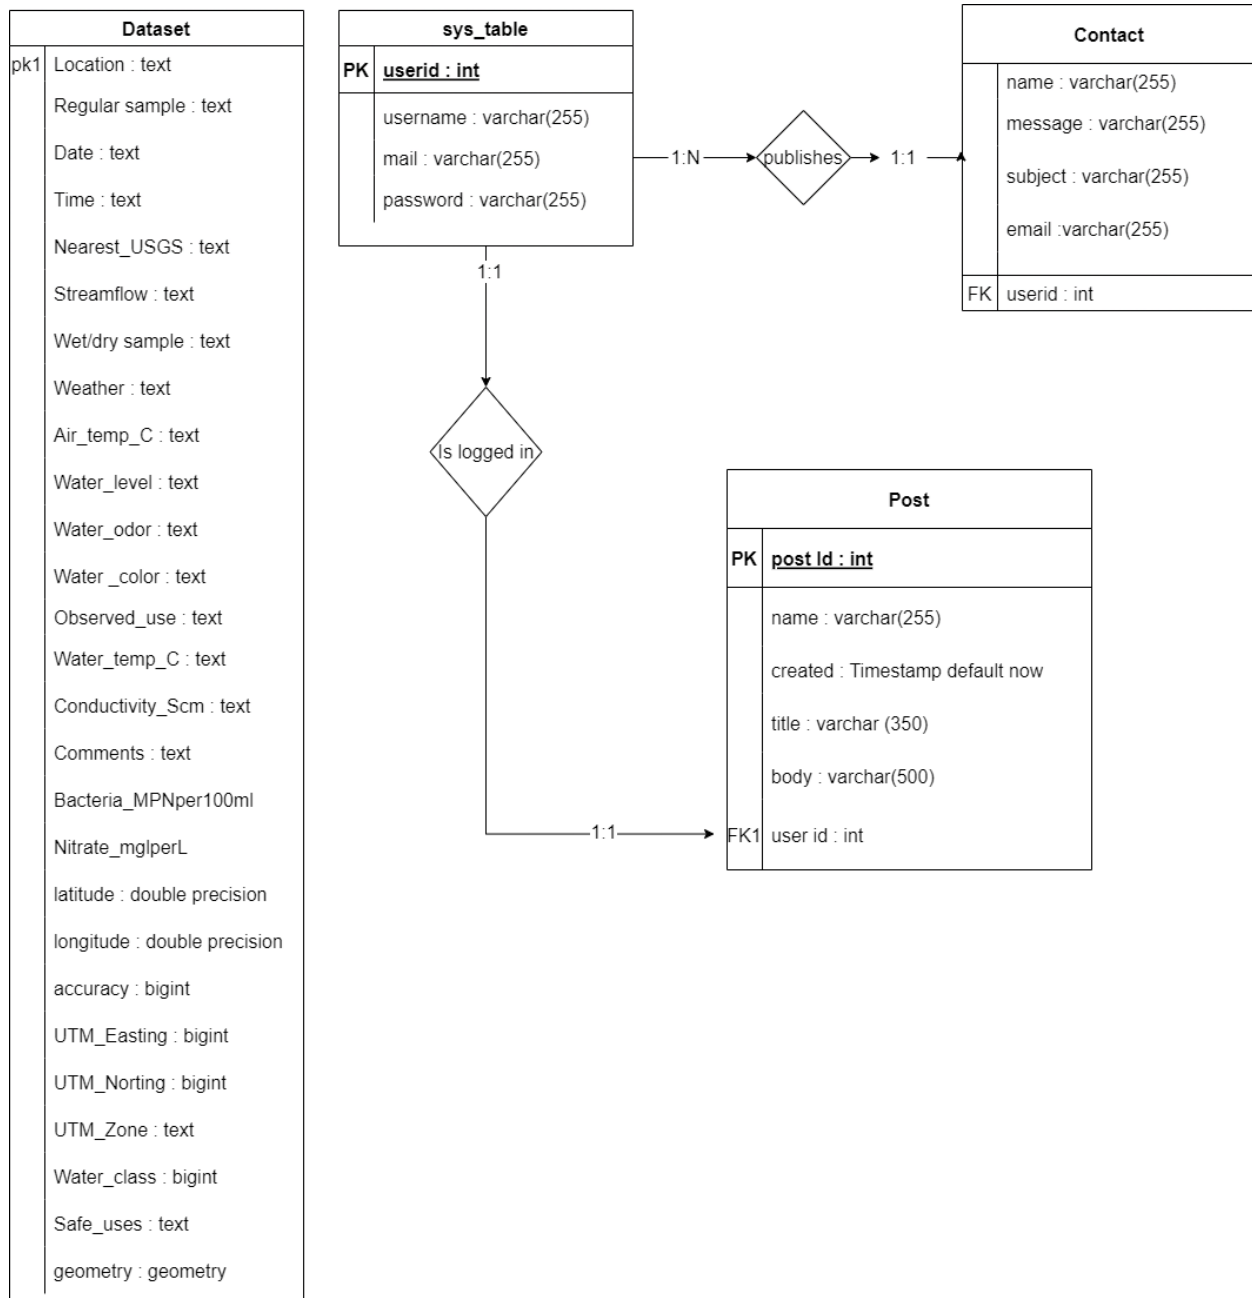 Dataset
pk1 Location : text
Regular sample : text
Date : text
Time : text
Nearest_USGS : text
Streamflow : text
Wet/dry sample : text
Weather : text
Air_temp_C : text
Water_level : text
Water_odor : text
Water _color : text
Observed_use : text
Water_temp_C : text
Conductivity_Scm : text
Comments : text
Bacteria_MPNper100ml
Nitrate_mglperL
latitude : double precision
longitude : double precision
accuracy : bigint
UTM_Easting : bigint
UTM_Norting : bigint
UTM_Zone : text
Water_class : bigint
Safe_uses : text
geometry : geometry
sys_table
PK userid : int
username : varchar(255)
mail : varchar(255)
password : varchar(255)
1:N
publishes
1:1
Contact
name : varchar(255)
message : varchar(255)
subject : varchar(255)
email :varchar(255)
FK userid : int
1:1
Is logged in
1:1
Post
PK post Id : int
name : varchar(255)
created : Timestamp default now
title : varchar (350)
body : varchar(500)
FK1 user id : int